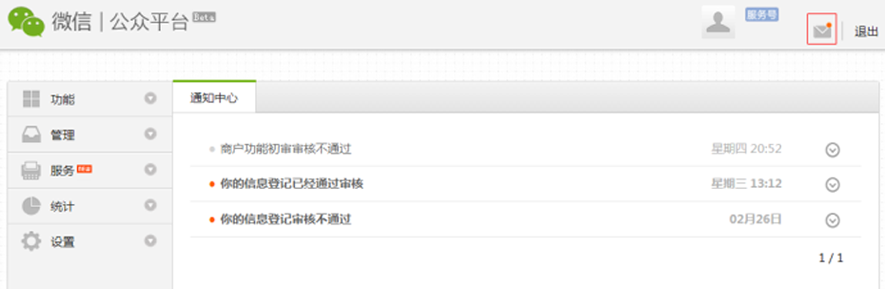 微信 | 公众平台 Beta
服务号
退出
功能
管理
服务
统计
设置
通知中心
商户功能初审审核不通过 星期四 20:52
你的信息登记已经通过审核 星期三 13:12
你的信息登记审核不通过 02月26日
1 / 1